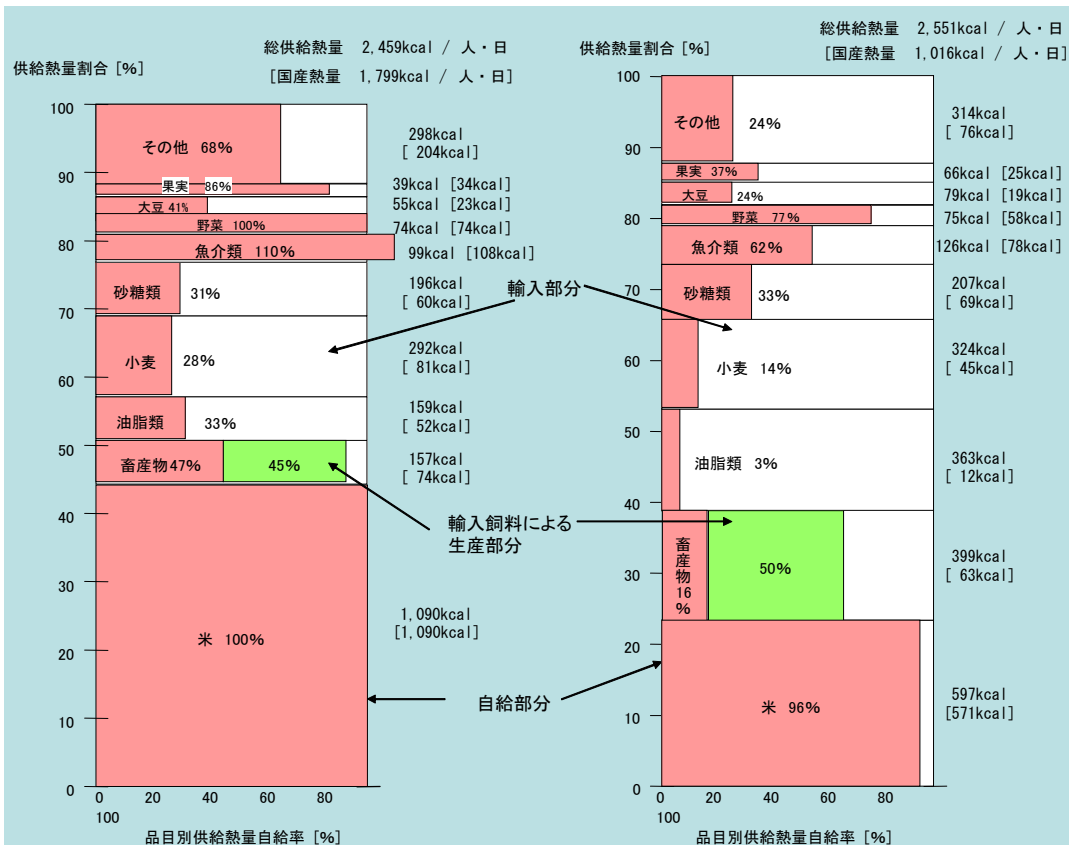 総供給熱量 2,459kcal / 人・日
[国産熱量 1,799kcal / 人・日]
供給熱量割合 [%]
100
90
80
70
60
50
40
30
20
10
0
その他 68%
298kcal
[ 204kcal]
果実 86%
39kcal [34kcal]
大豆 41%
55kcal [23kcal]
野菜 100%
74kcal [74kcal]
魚介類 110%
99kcal [108kcal]
砂糖類 31%
196kcal
[ 60kcal]
小麦 28%
292kcal
[ 81kcal]
油脂類 33%
159kcal
[ 52kcal]
畜産物47% 45%
157kcal
[ 74kcal]
米 100%
1,090kcal
[1,090kcal]
0 20 40 60 80
100
品目別供給熱量自給率 [%]
輸入部分
輸入飼料による
生産部分
自給部分
総供給熱量 2,551kcal / 人・日
[国産熱量 1,016kcal / 人・日]
供給熱量割合 [%]
100
90
80
70
60
50
40
30
20
10
0
その他 24%
314kcal
[ 76kcal]
果実 37%
66kcal [25kcal]
大豆 24%
79kcal [19kcal]
野菜 77%
75kcal [58kcal]
魚介類 62%
126kcal [78kcal]
砂糖類 33%
207kcal
[ 69kcal]
小麦 14%
324kcal
[ 45kcal]
油脂類 3%
363kcal
[ 12kcal]
畜産物16%
50%
399kcal
[ 63kcal]
米 96%
597kcal
[571kcal]
0 20 40 60 80
100
品目別供給熱量自給率 [%]